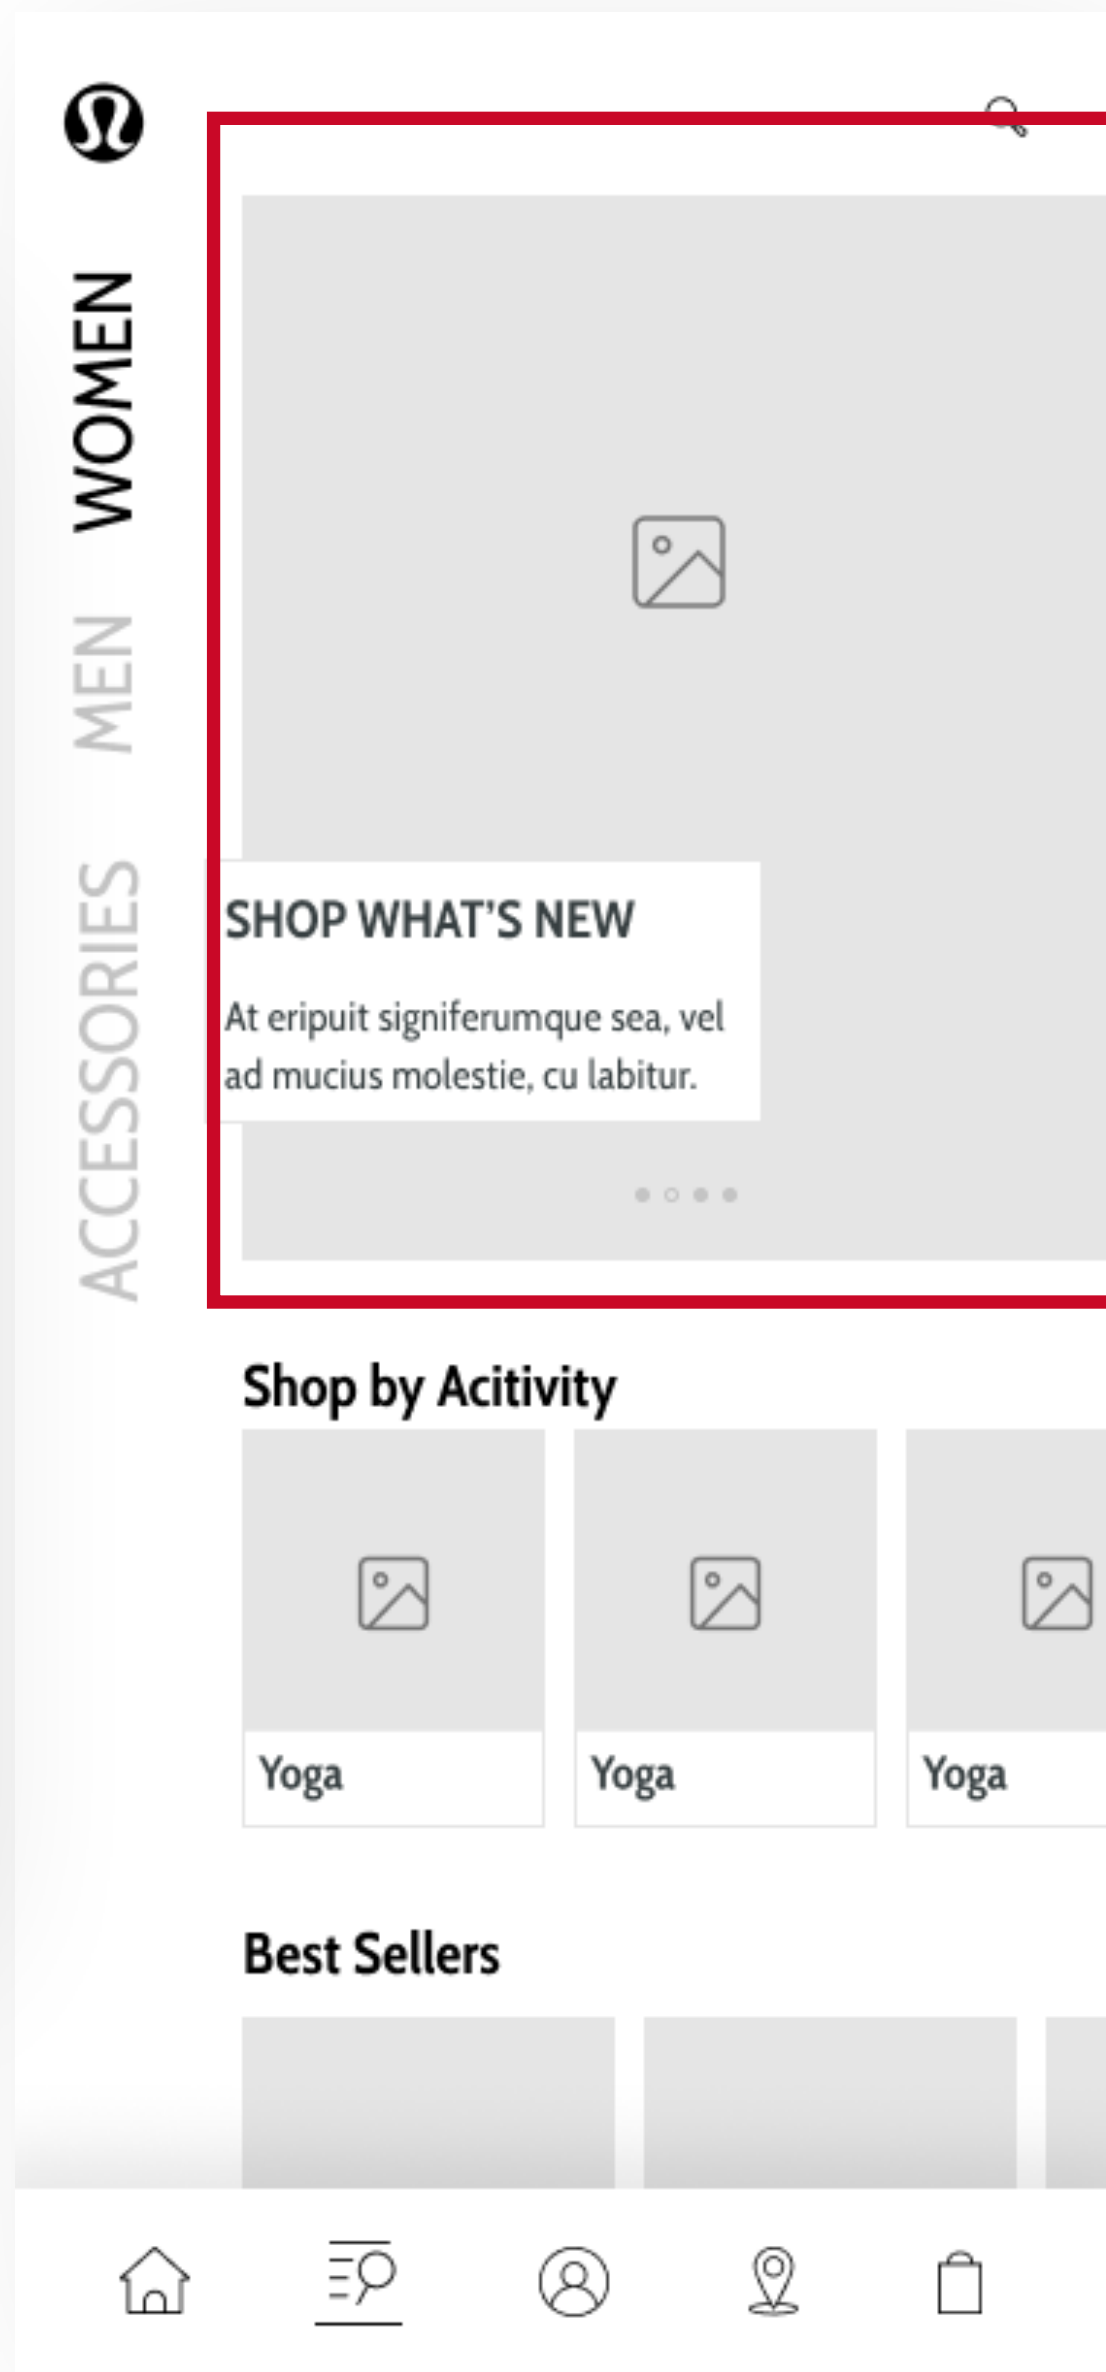 WOMEN
MEN
ACCESSORIES
SHOP WHAT'S NEW
At eripuit signiferumque sea, vel
ad mucius molestie, cu labitur.
Shop by Acitivity
Yoga
Yoga
Yoga
Best Sellers